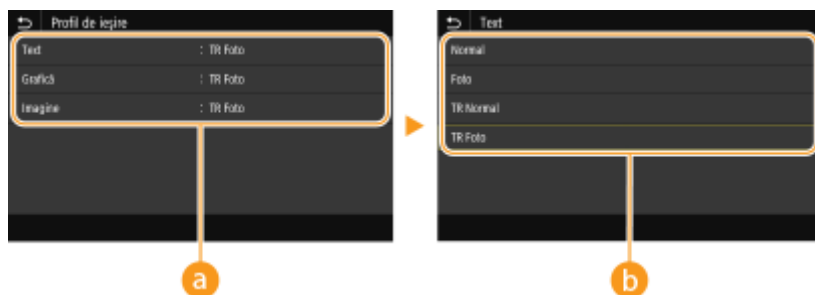 Profil de ieșire
Text : TR Foto
Grafică : TR Foto
Imagine : TR Foto
a
Text
Normal
Foto
TR Normal
TR Foto
b